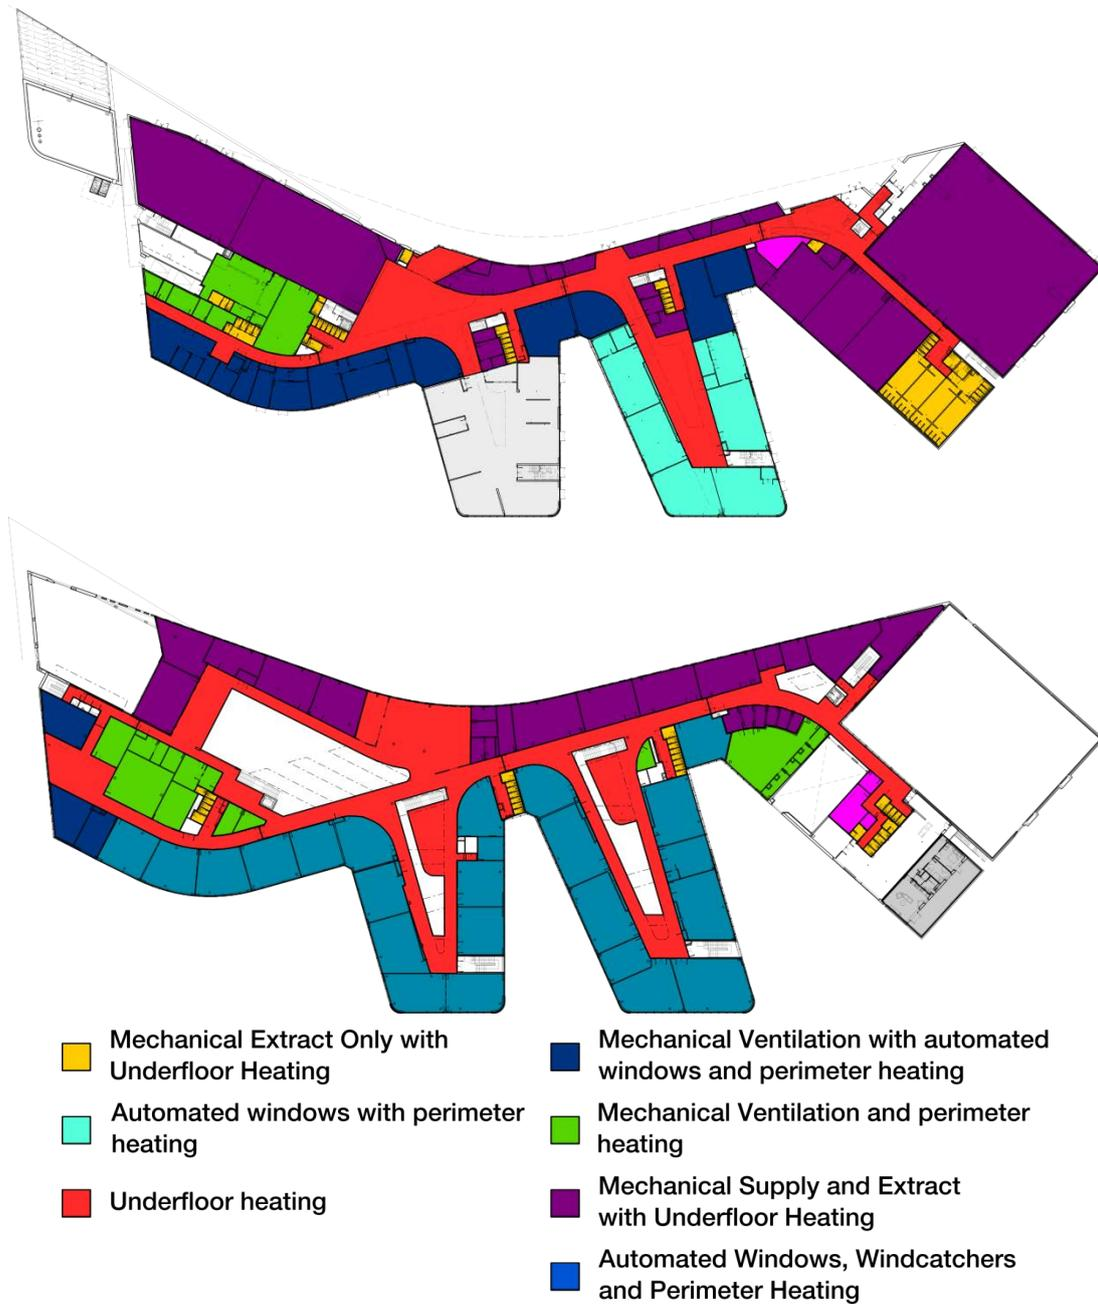 Mechanical Extract Only with
Underfloor Heating
Automated windows with perimeter
heating
Underfloor heating
Mechanical Ventilation with automated
windows and perimeter heating
Mechanical Ventilation and perimeter
heating
Mechanical Supply and Extract
with Underfloor Heating
Automated Windows, Windcatchers
and Perimeter Heating